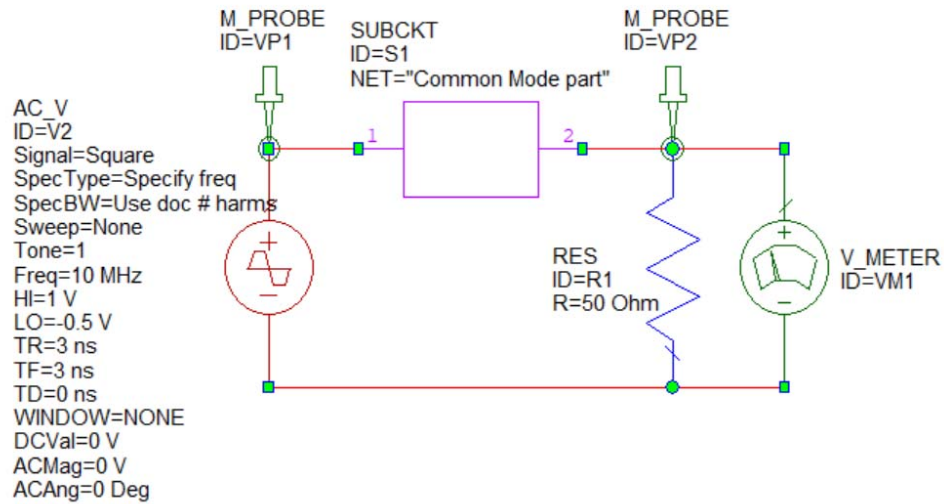 M_PROBE
ID=VP1
SUBCKT
ID=S1
NET="Common Mode part"
M_PROBE
ID=VP2
AC_V
ID=V2
Signal=Square
SpecType=Specify freq
SpecBW=Use doc # harms
Sweep=None
Tone=1
Freq=10 MHz
HI=1 V
LO=-0.5 V
TR=3 ns
TF=3 ns
TD=0 ns
WINDOW=NONE
DCVal=0 V
ACMag=0 V
ACAng=0 Deg
1
2
RES
ID=R1
R=50 Ohm
V_METER
ID=VM1